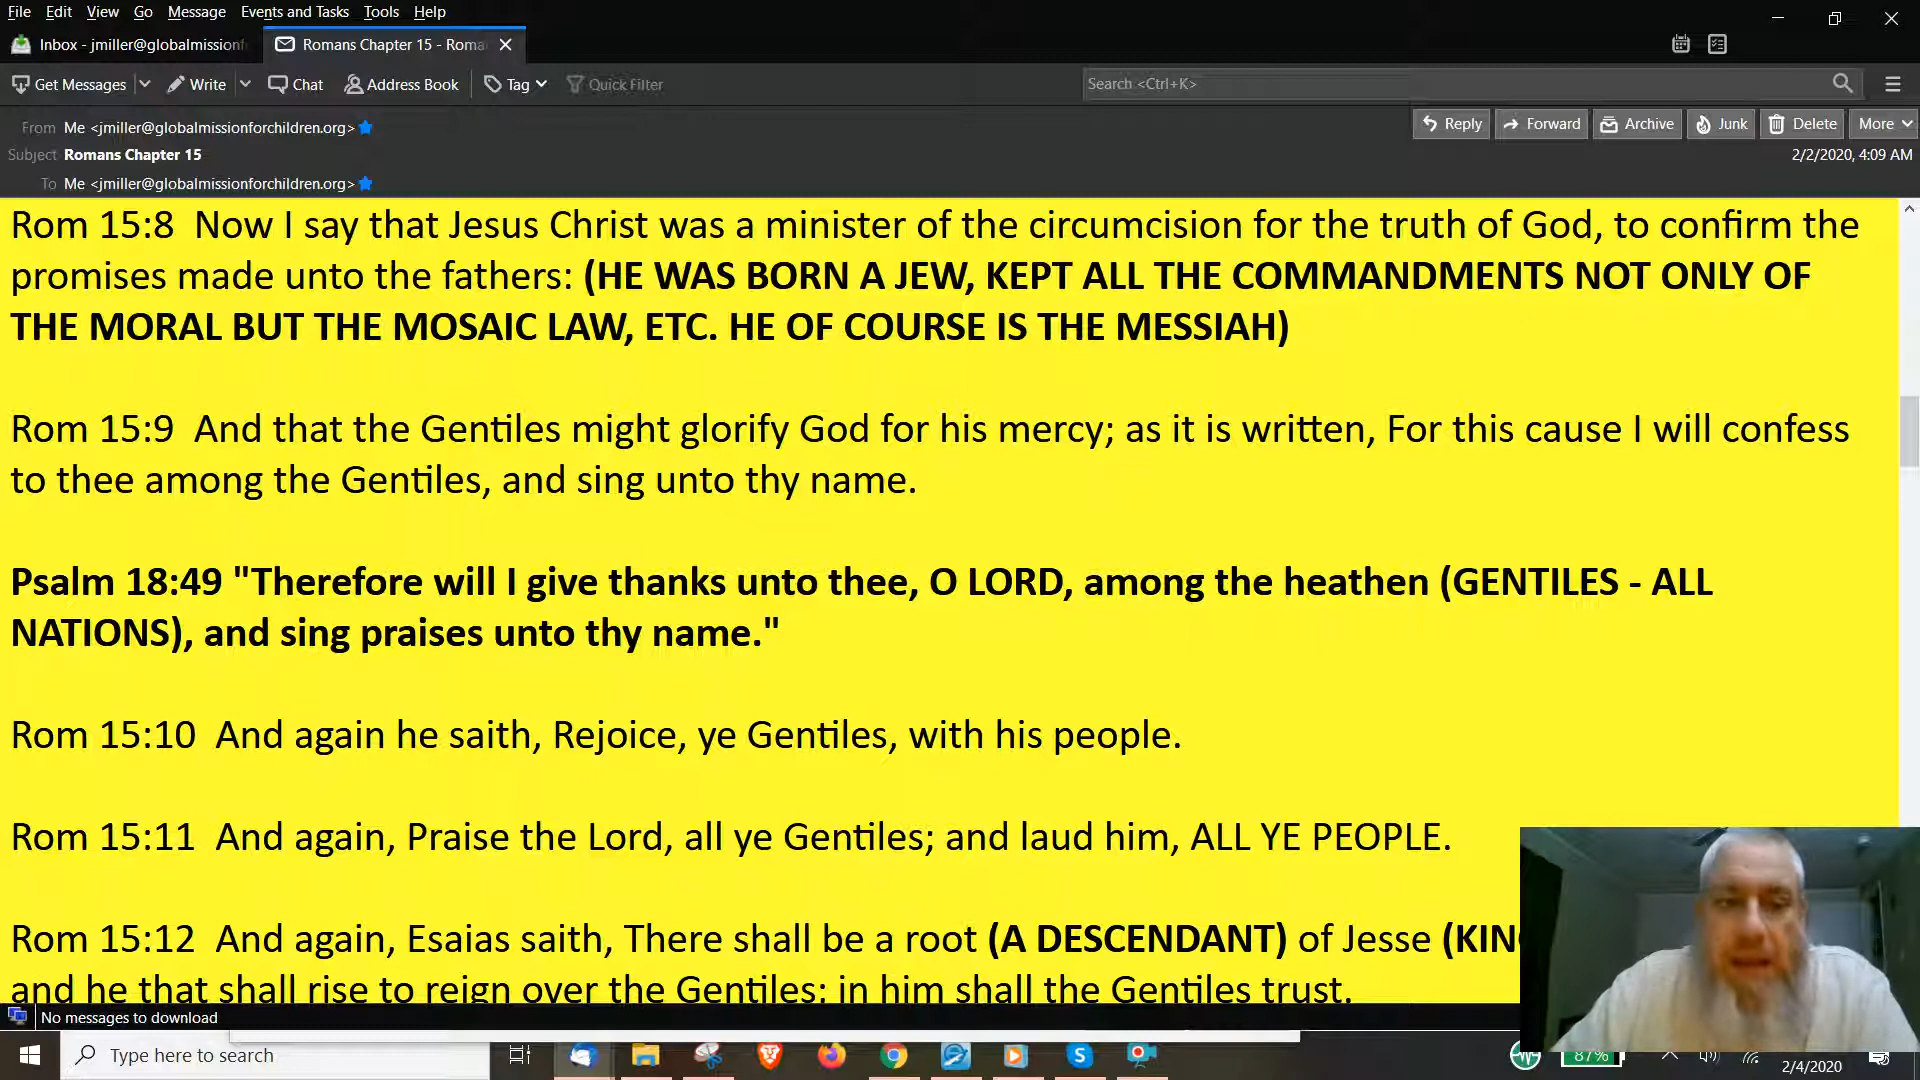 File Edit View Go Message Events and Tasks Tools Help
Inbox - jmiller@globalmissionf
Romans Chapter 15 - Roma
Get Messages Write Chat Address Book Tag Quick Filter Search <Ctrl+K>
From Me <jmiller@globalmissionforchildren.org>
Reply Forward Archive Junk Delete More
Subject Romans Chapter 15
2/2/2020, 4:09 AM
To Me <jmiller@globalmissionforchildren.org>
Rom 15:8 Now I say that Jesus Christ was a minister of the circumcision for the truth of God, to confirm the
promises made unto the fathers: (HE WAS BORN A JEW, KEPT ALL THE COMMANDMENTS NOT ONLY OF
THE MORAL BUT THE MOSAIC LAW, ETC. HE OF COURSE IS THE MESSIAH)
Rom 15:9 And that the Gentiles might glorify God for his mercy; as it is written, For this cause I will confess
to thee among the Gentiles, and sing unto thy name.
Psalm 18:49 "Therefore will I give thanks unto thee, O LORD, among the heathen (GENTILES - ALL
NATIONS), and sing praises unto thy name."
Rom 15:10 And again he saith, Rejoice, ye Gentiles, with his people.
Rom 15:11 And again, Praise the Lord, all ye Gentiles; and laud him, ALL YE PEOPLE.
Rom 15:12 And again, Esaias saith, There shall be a root (A DESCENDANT) of Jesse (KIN
and he that shall rise to reign over the Gentiles; in him shall the Gentiles trust.
No messages to download
Type here to search
87%
2/4/2020